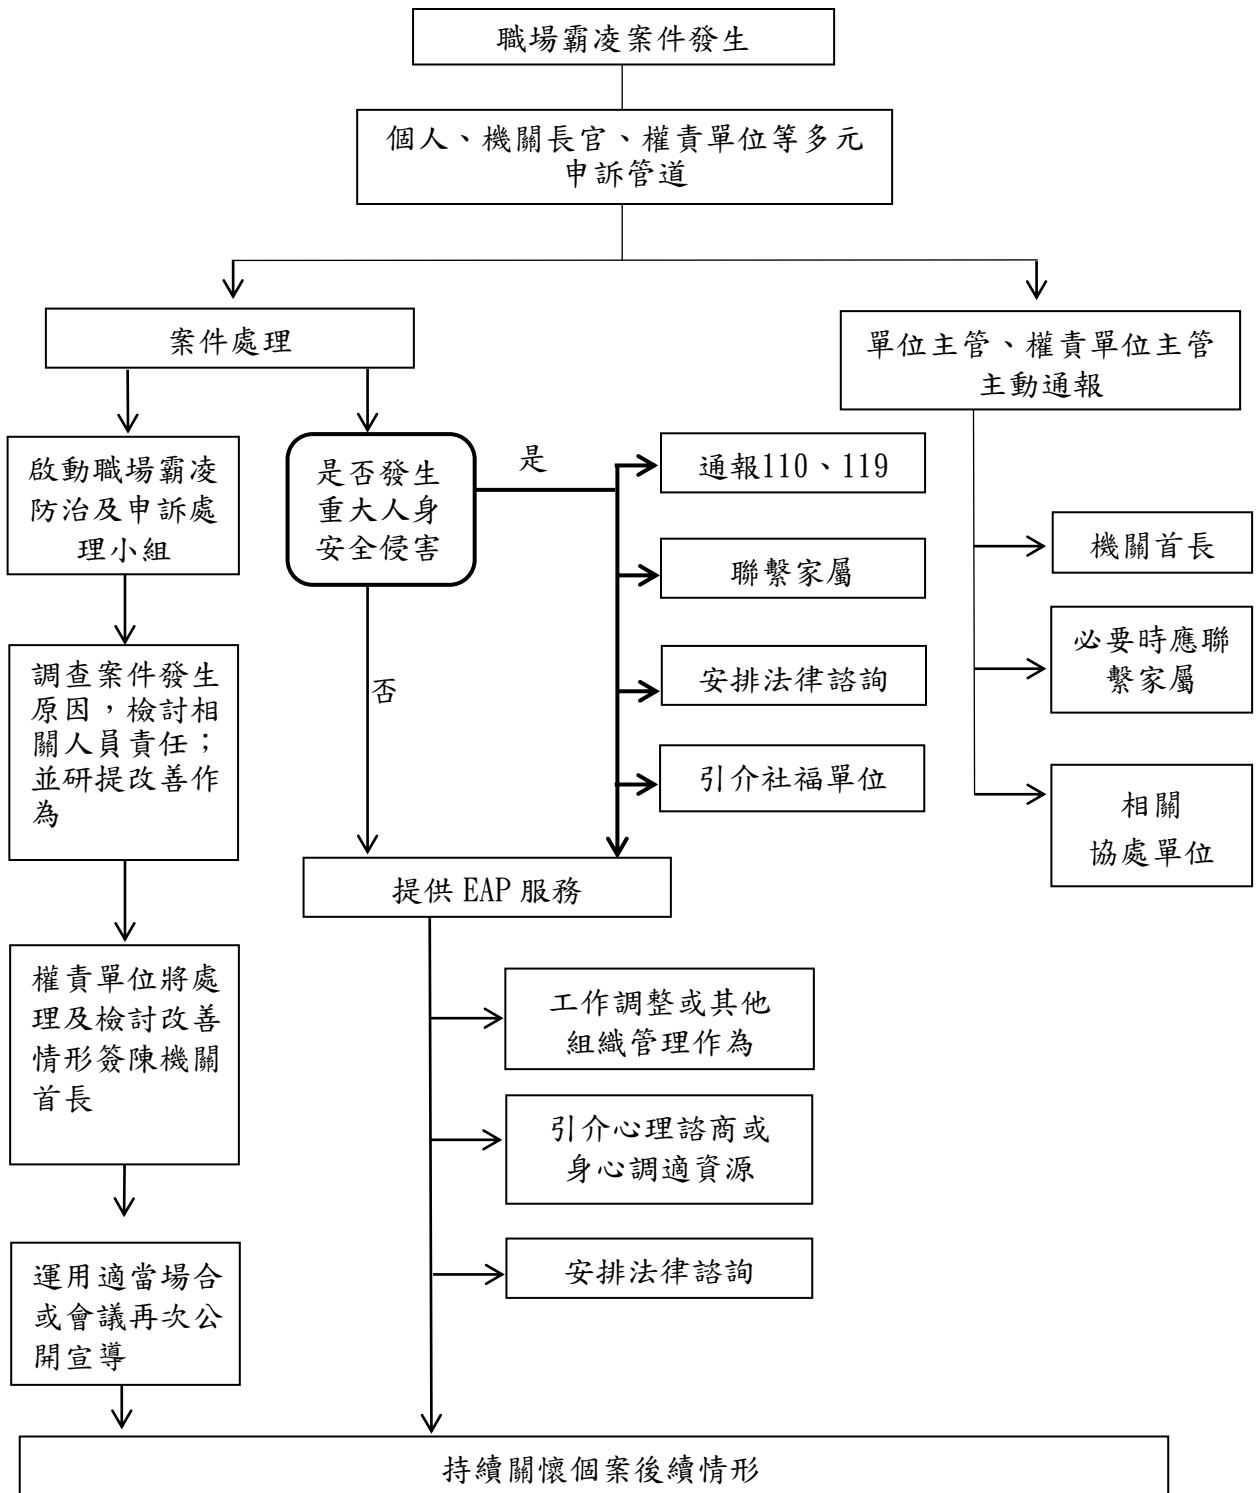 職場霸凌案件發生
個人、機關長官、權責單位等多元
申訴管道
案件處理
單位主管、權責單位主管
主動通報
啟動職場霸凌
防治及申訴處
理小組
是否發生
重大人身
安全侵害
是
通報110、119
聯繫家屬
安排法律諮詢
引介社福單位
機關首長
必要時應聯
繫家屬
相關
協處單位
調查案件發生
原因，檢討相
關人員責任；
並研提改善作
為
否
提供 EAP 服務
權責單位將處
理及檢討改善
情形簽陳機關
首長
工作調整或其他
組織管理作為
引介心理諮商或
身心調適資源
安排法律諮詢
運用適當場合
或會議再次公
開宣導
持續關懷個案後續情形